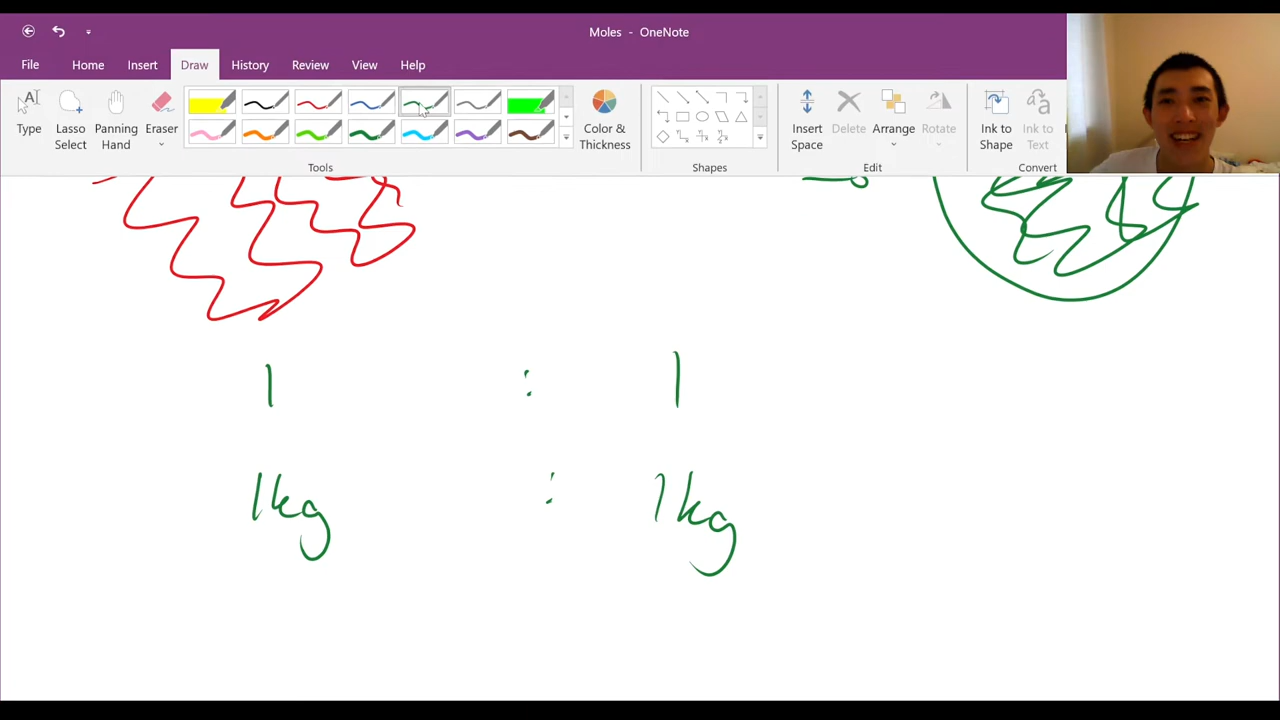 Moles - OneNote
File Home Insert Draw History Review View Help
Type Lasso Select Panning Hand Eraser Color & Thickness Insert Space Delete Arrange Rotate Ink to Shape Ink to Text
Tools Shapes Edit Convert
1 : 1
1kg : 1kg